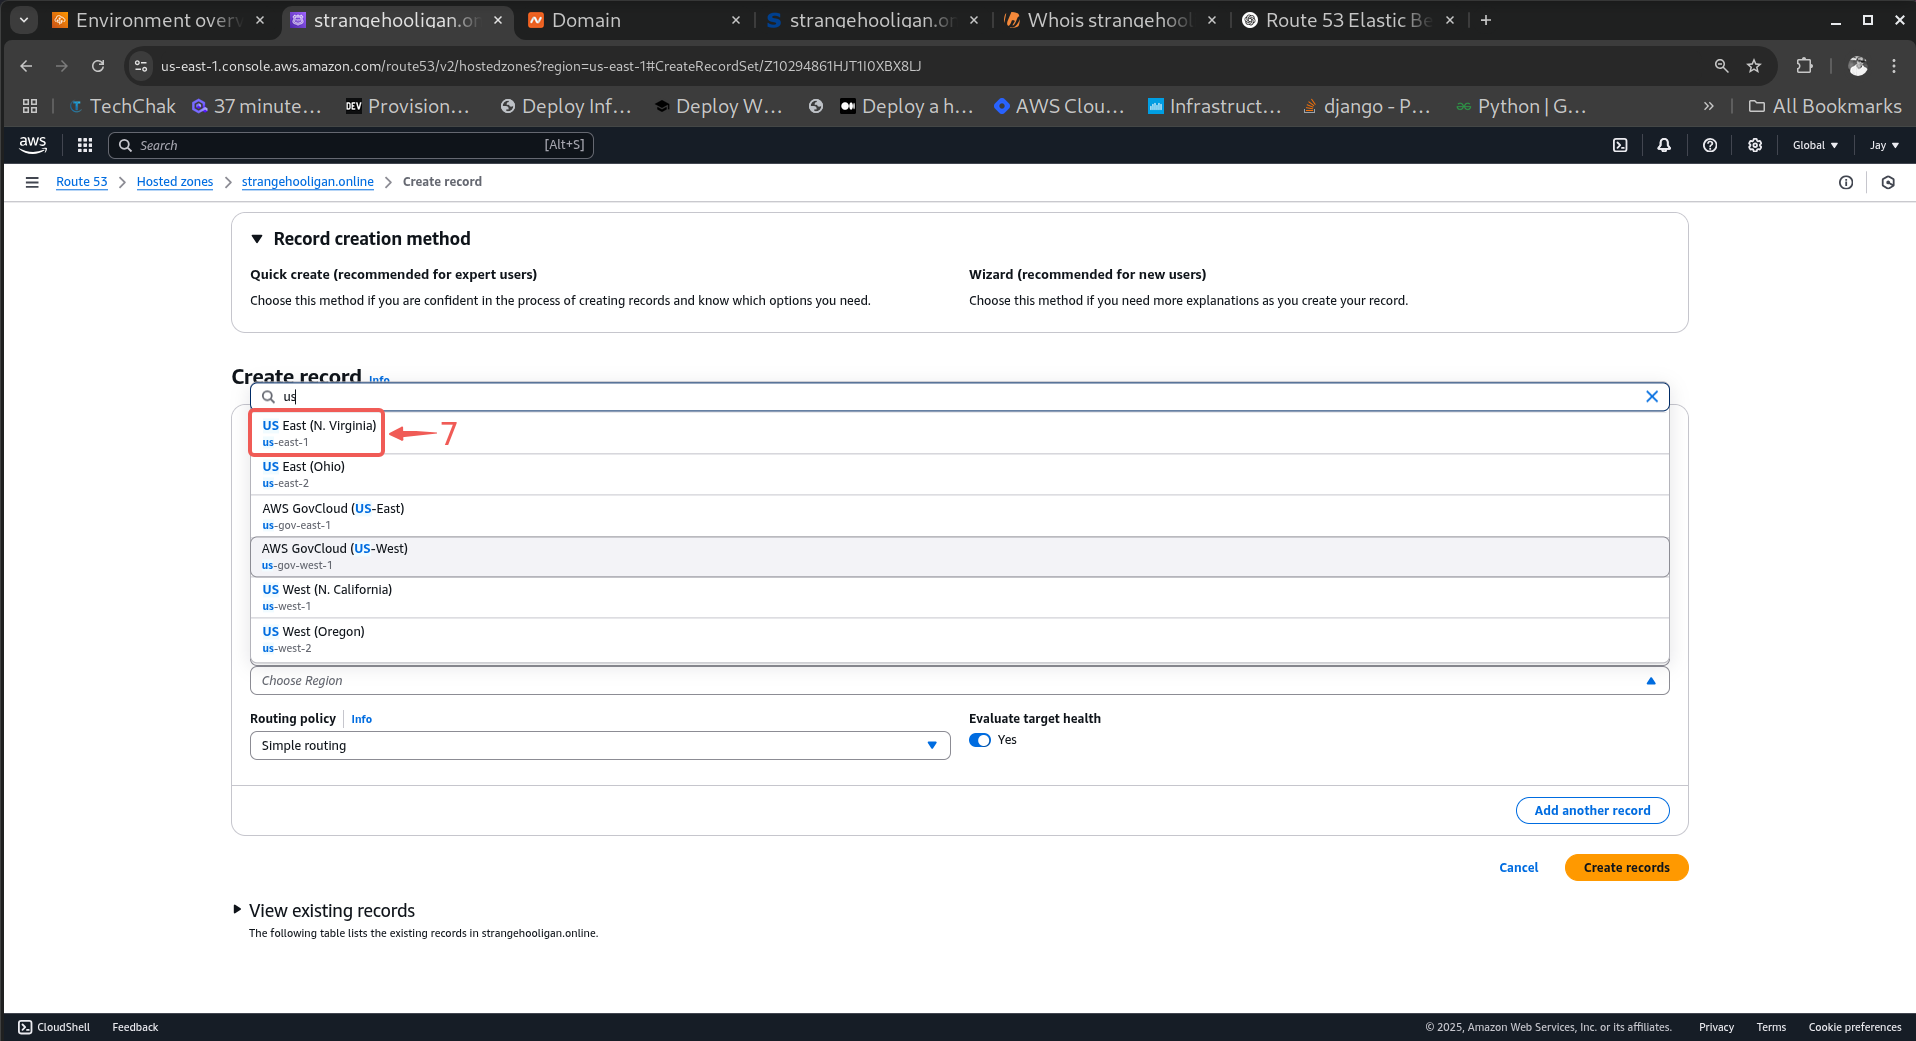 Environment over
strangehooligan.or
Domain
strangehooligan.or
Whois strangehool
Route 53 Elastic Be
us-east-1.console.aws.amazon.com/route53/v2/hostedzones?region=us-east-1#CreateRecordSet/Z10294861HJT1I0XBX8LJ
TechChak
37 minute...
DEV Provision...
Deploy Inf...
Deploy W...
Deploy a h...
AWS Clou...
Infrastruct...
django - P...
Python | G...
All Bookmarks
aws
Search
[Alt+S]
Global
Jay
Route 53
Hosted zones
strangehooligan.online
Create record
Record creation method
Quick create (recommended for expert users)
Choose this method if you are confident in the process of creating records and know which options you need.
Wizard (recommended for new users)
Choose this method if you need more explanations as you create your record.
Create record Info
us
US East (N. Virginia)
us-east-1
7
US East (Ohio)
us-east-2
AWS GovCloud (US-East)
us-gov-east-1
AWS GovCloud (US-West)
us-gov-west-1
US West (N. California)
us-west-1
US West (Oregon)
us-west-2
Choose Region
Routing policy Info
Simple routing
Evaluate target health
Yes
Add another record
Cancel
Create records
View existing records
The following table lists the existing records in strangehooligan.online.
CloudShell
Feedback
© 2025, Amazon Web Services, Inc. or its affiliates.
Privacy
Terms
Cookie preferences